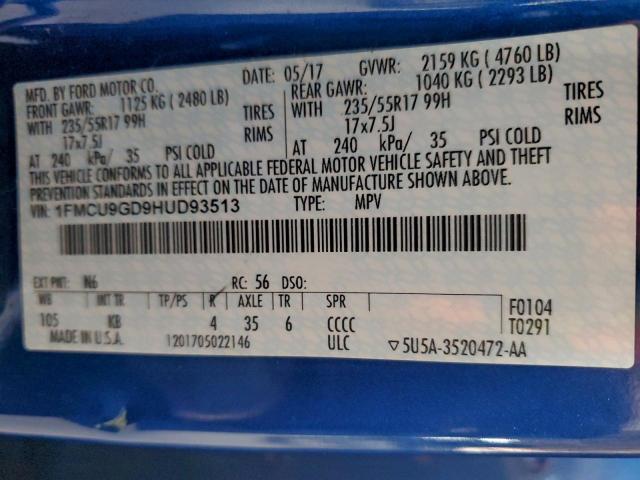 MFD. BY FORD MOTOR CO. DATE: 05/17 GVWR: 2159 KG ( 4760 LB)
FRONT GAWR: 1125 KG ( 2480 LB) REAR GAWR: 1040 KG ( 2293 LB)
WITH 235/55R17 99H TIRES WITH 235/55R17 99H TIRES
17x7.5J RIMS 17x7.5J RIMS
AT 240 kPa/ 35 PSI COLD AT 240 kPa/ 35 PSI COLD
THIS VEHICLE CONFORMS TO ALL APPLICABLE FEDERAL MOTOR VEHICLE SAFETY AND THEFT
PREVENTION STANDARDS IN EFFECT ON THE DATE OF MANUFACTURE SHOWN ABOVE.
VIN: 1FMCU9GD9HUD93513 TYPE: MPV
EXT PNT: N6 RC: 56 DSO:
WB INT TR TP/PS R AXLE TR SPR F0104
105 KB 4 35 6 CCCC T0291
MADE IN U.S.A. 1201705022146 ULC ▽5U5A-3520472-AA